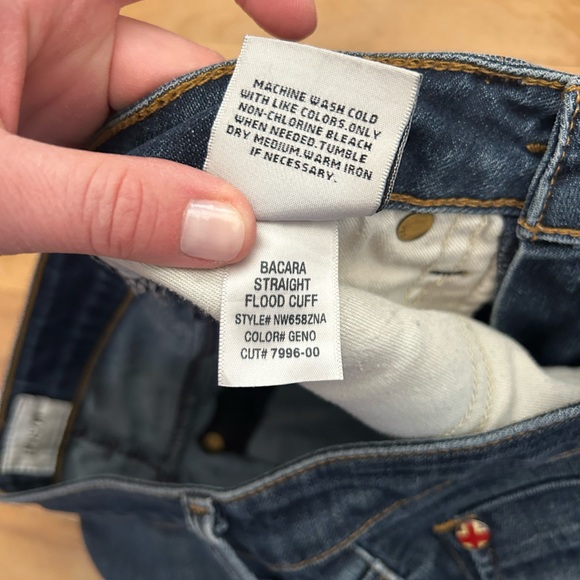 MACHINE WASH COLD
WITH LIKE COLORS.ONLY
NON-CHLORINE BLEACH
WHEN NEEDED.TUMBLE
DRY MEDIUM.WARM IRON
IF NECESSARY.
BACARA
STRAIGHT
FLOOD CUFF
STYLE# NW658ZNA
COLOR# GENO
CUT# 7996-00